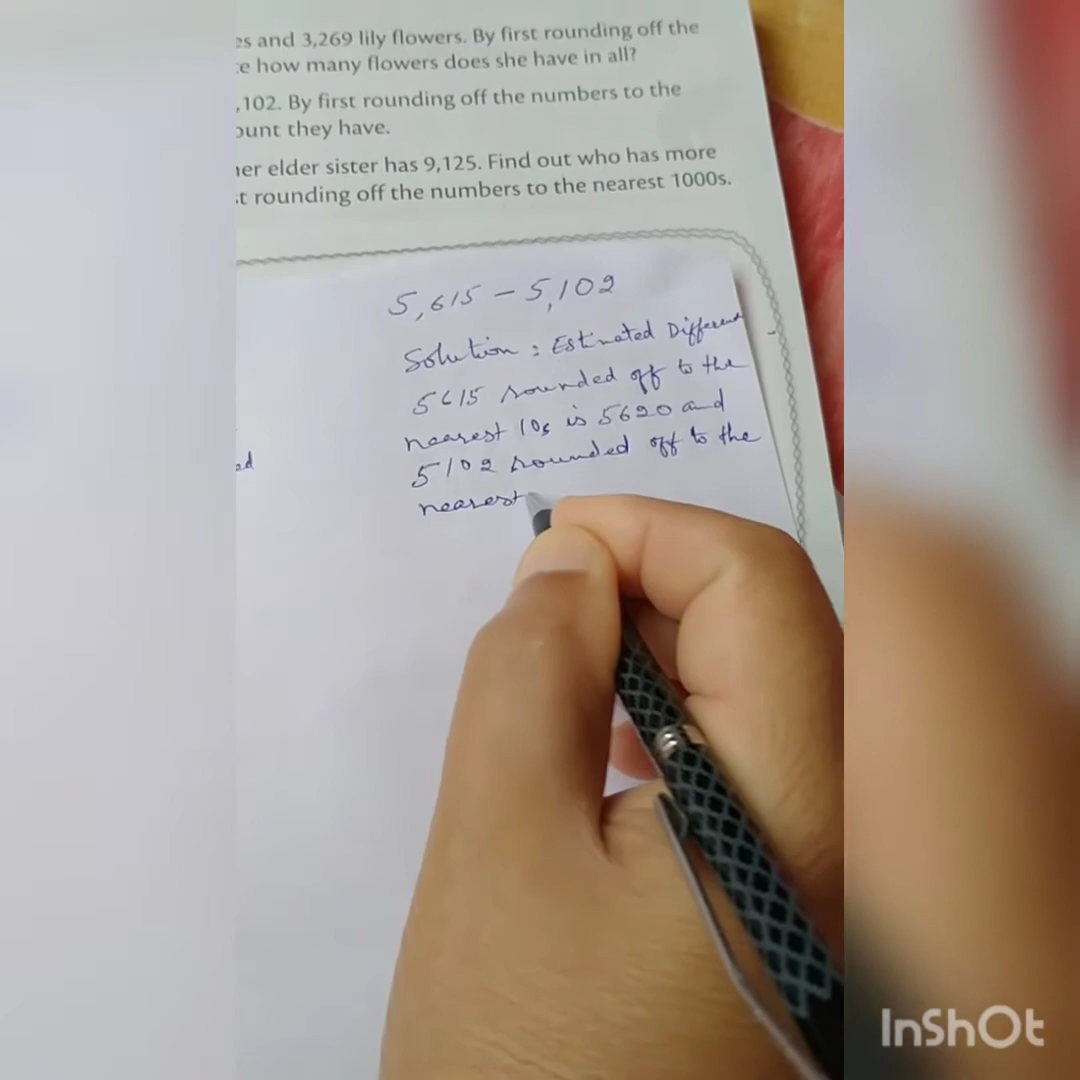 es and 3,269 lily flowers. By first rounding off the
e how many flowers does she have in all?
,102. By first rounding off the numbers to the
ount they have.
her elder sister has 9,125. Find out who has more
t rounding off the numbers to the nearest 1000s.
5,615 - 5,102
Solution : Estimated Different
5615 rounded off to the
nearest 10s is 5620 and
ed
5102 rounded off to the
nearest
InShOt